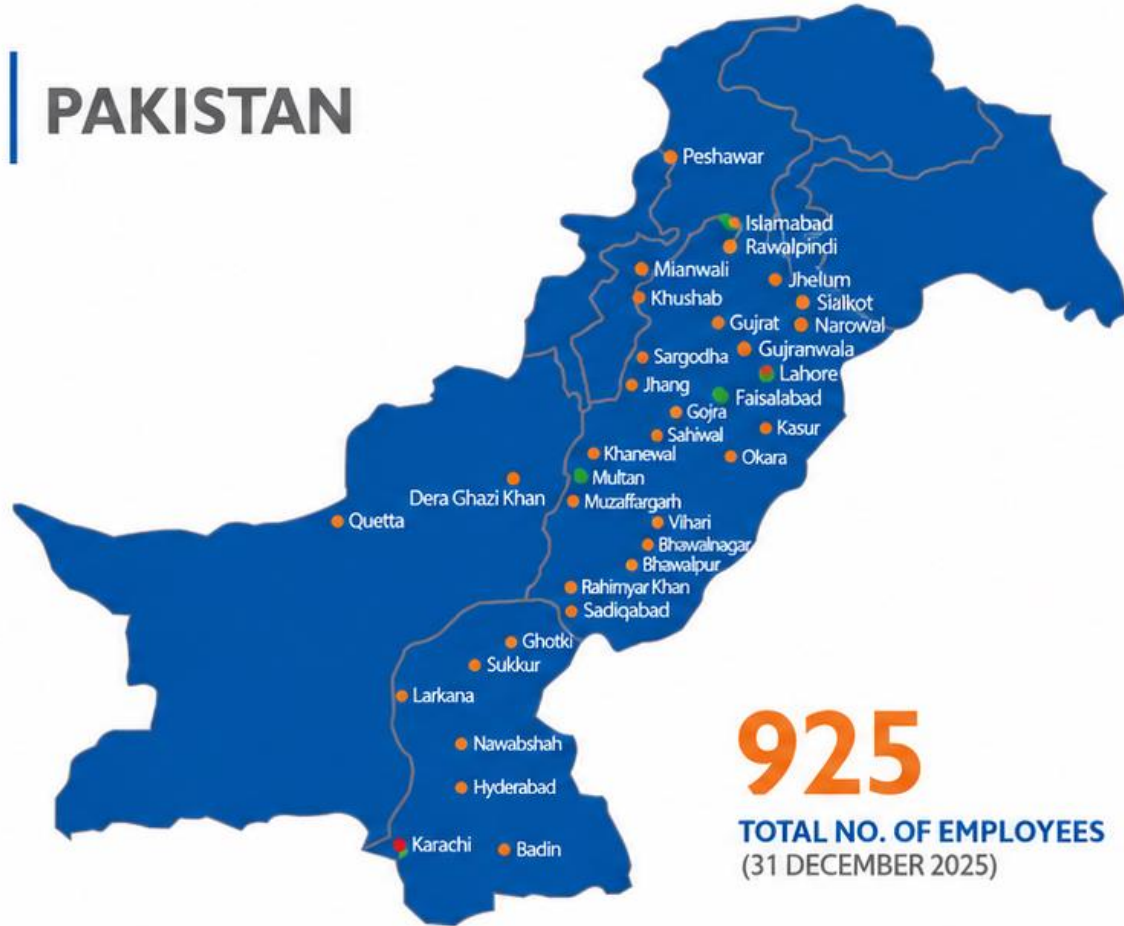 PAKISTAN
Peshawar
Islamabad
Rawalpindi
Mianwali
Jhelum
Khushab
Sialkot
Gujrat
Narowal
Gujranwala
Sargodha
Lahore
Jhang
Faisalabad
Gojra
Kasur
Sahiwal
Khanewal
Okara
Multan
Dera Ghazi Khan
Muzaffargarh
Quetta
Vihari
Bhawalnagar
Bhawalpur
Rahimyar Khan
Sadiqabad
Ghotki
Sukkur
Larkana
Nawabshah
Hyderabad
Karachi
Badin
925
TOTAL NO. OF EMPLOYEES
(31 DECEMBER 2025)